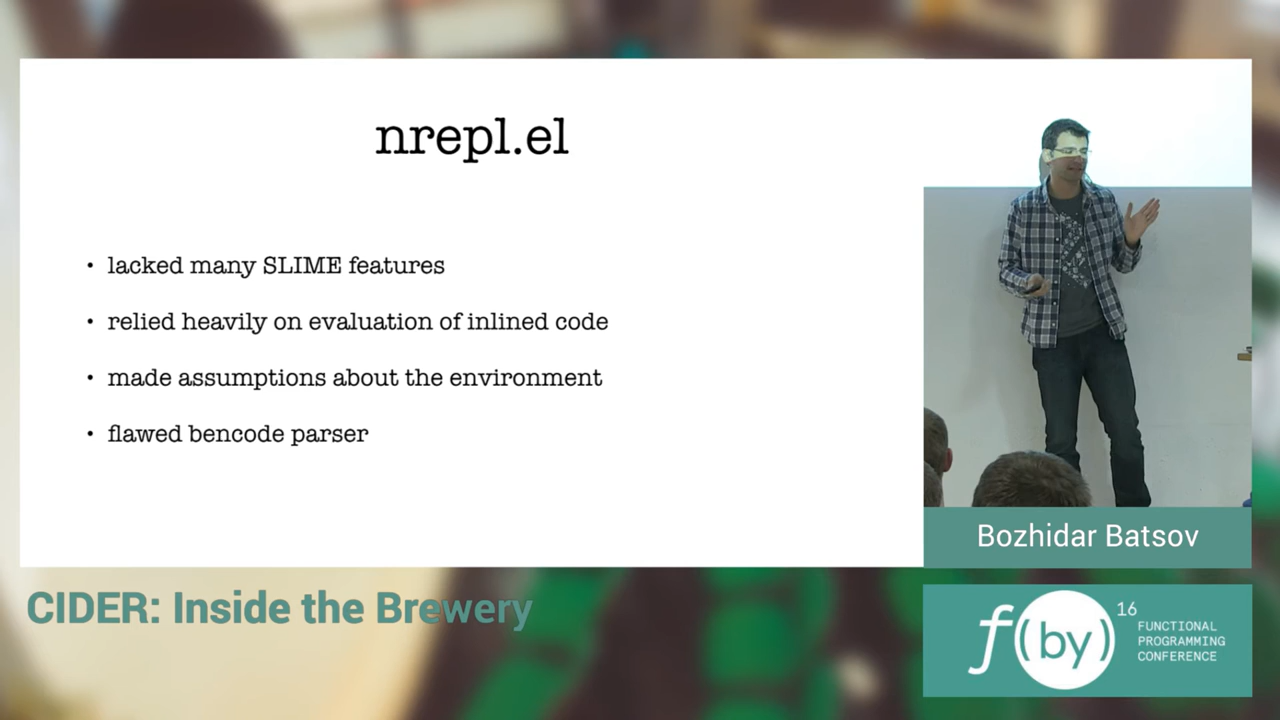 nrepl.el
• lacked many SLIME features
• relied heavily on evaluation of inlined code
• made assumptions about the environment
• flawed bencode parser
Bozhidar Batsov
CIDER: Inside the Brewery
f(by) 16
FUNCTIONAL
PROGRAMMING
CONFERENCE